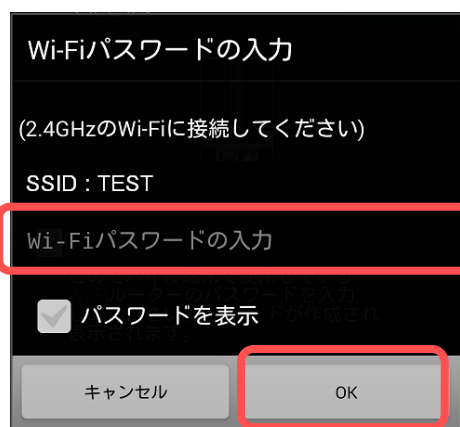 Wi-Fiパスワードの入力
(2.4GHzのWi-Fiに接続してください)
SSID : TEST
Wi-Fiパスワードの入力
パスワードを表示
キャンセル
OK